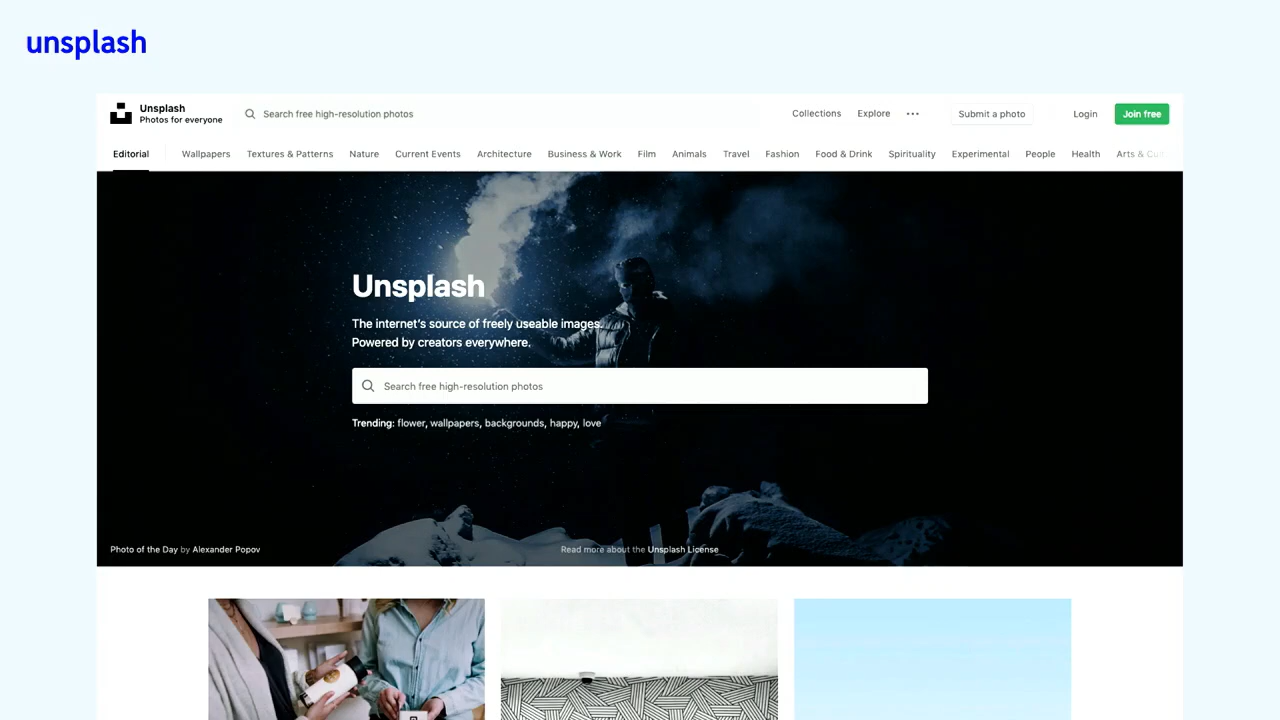 unsplash
Unsplash
Photos for everyone
Search free high-resolution photos
Collections
Explore
Submit a photo
Login
Join free
Editorial
Wallpapers
Textures & Patterns
Nature
Current Events
Architecture
Business & Work
Film
Animals
Travel
Fashion
Food & Drink
Spirituality
Experimental
People
Health
Arts &
Unsplash
The internet's source of freely useable images.
Powered by creators everywhere.
Search free high-resolution photos
Trending: flower, wallpapers, backgrounds, happy, love
Photo of the Day by Alexander Popov
Read more about the Unsplash License